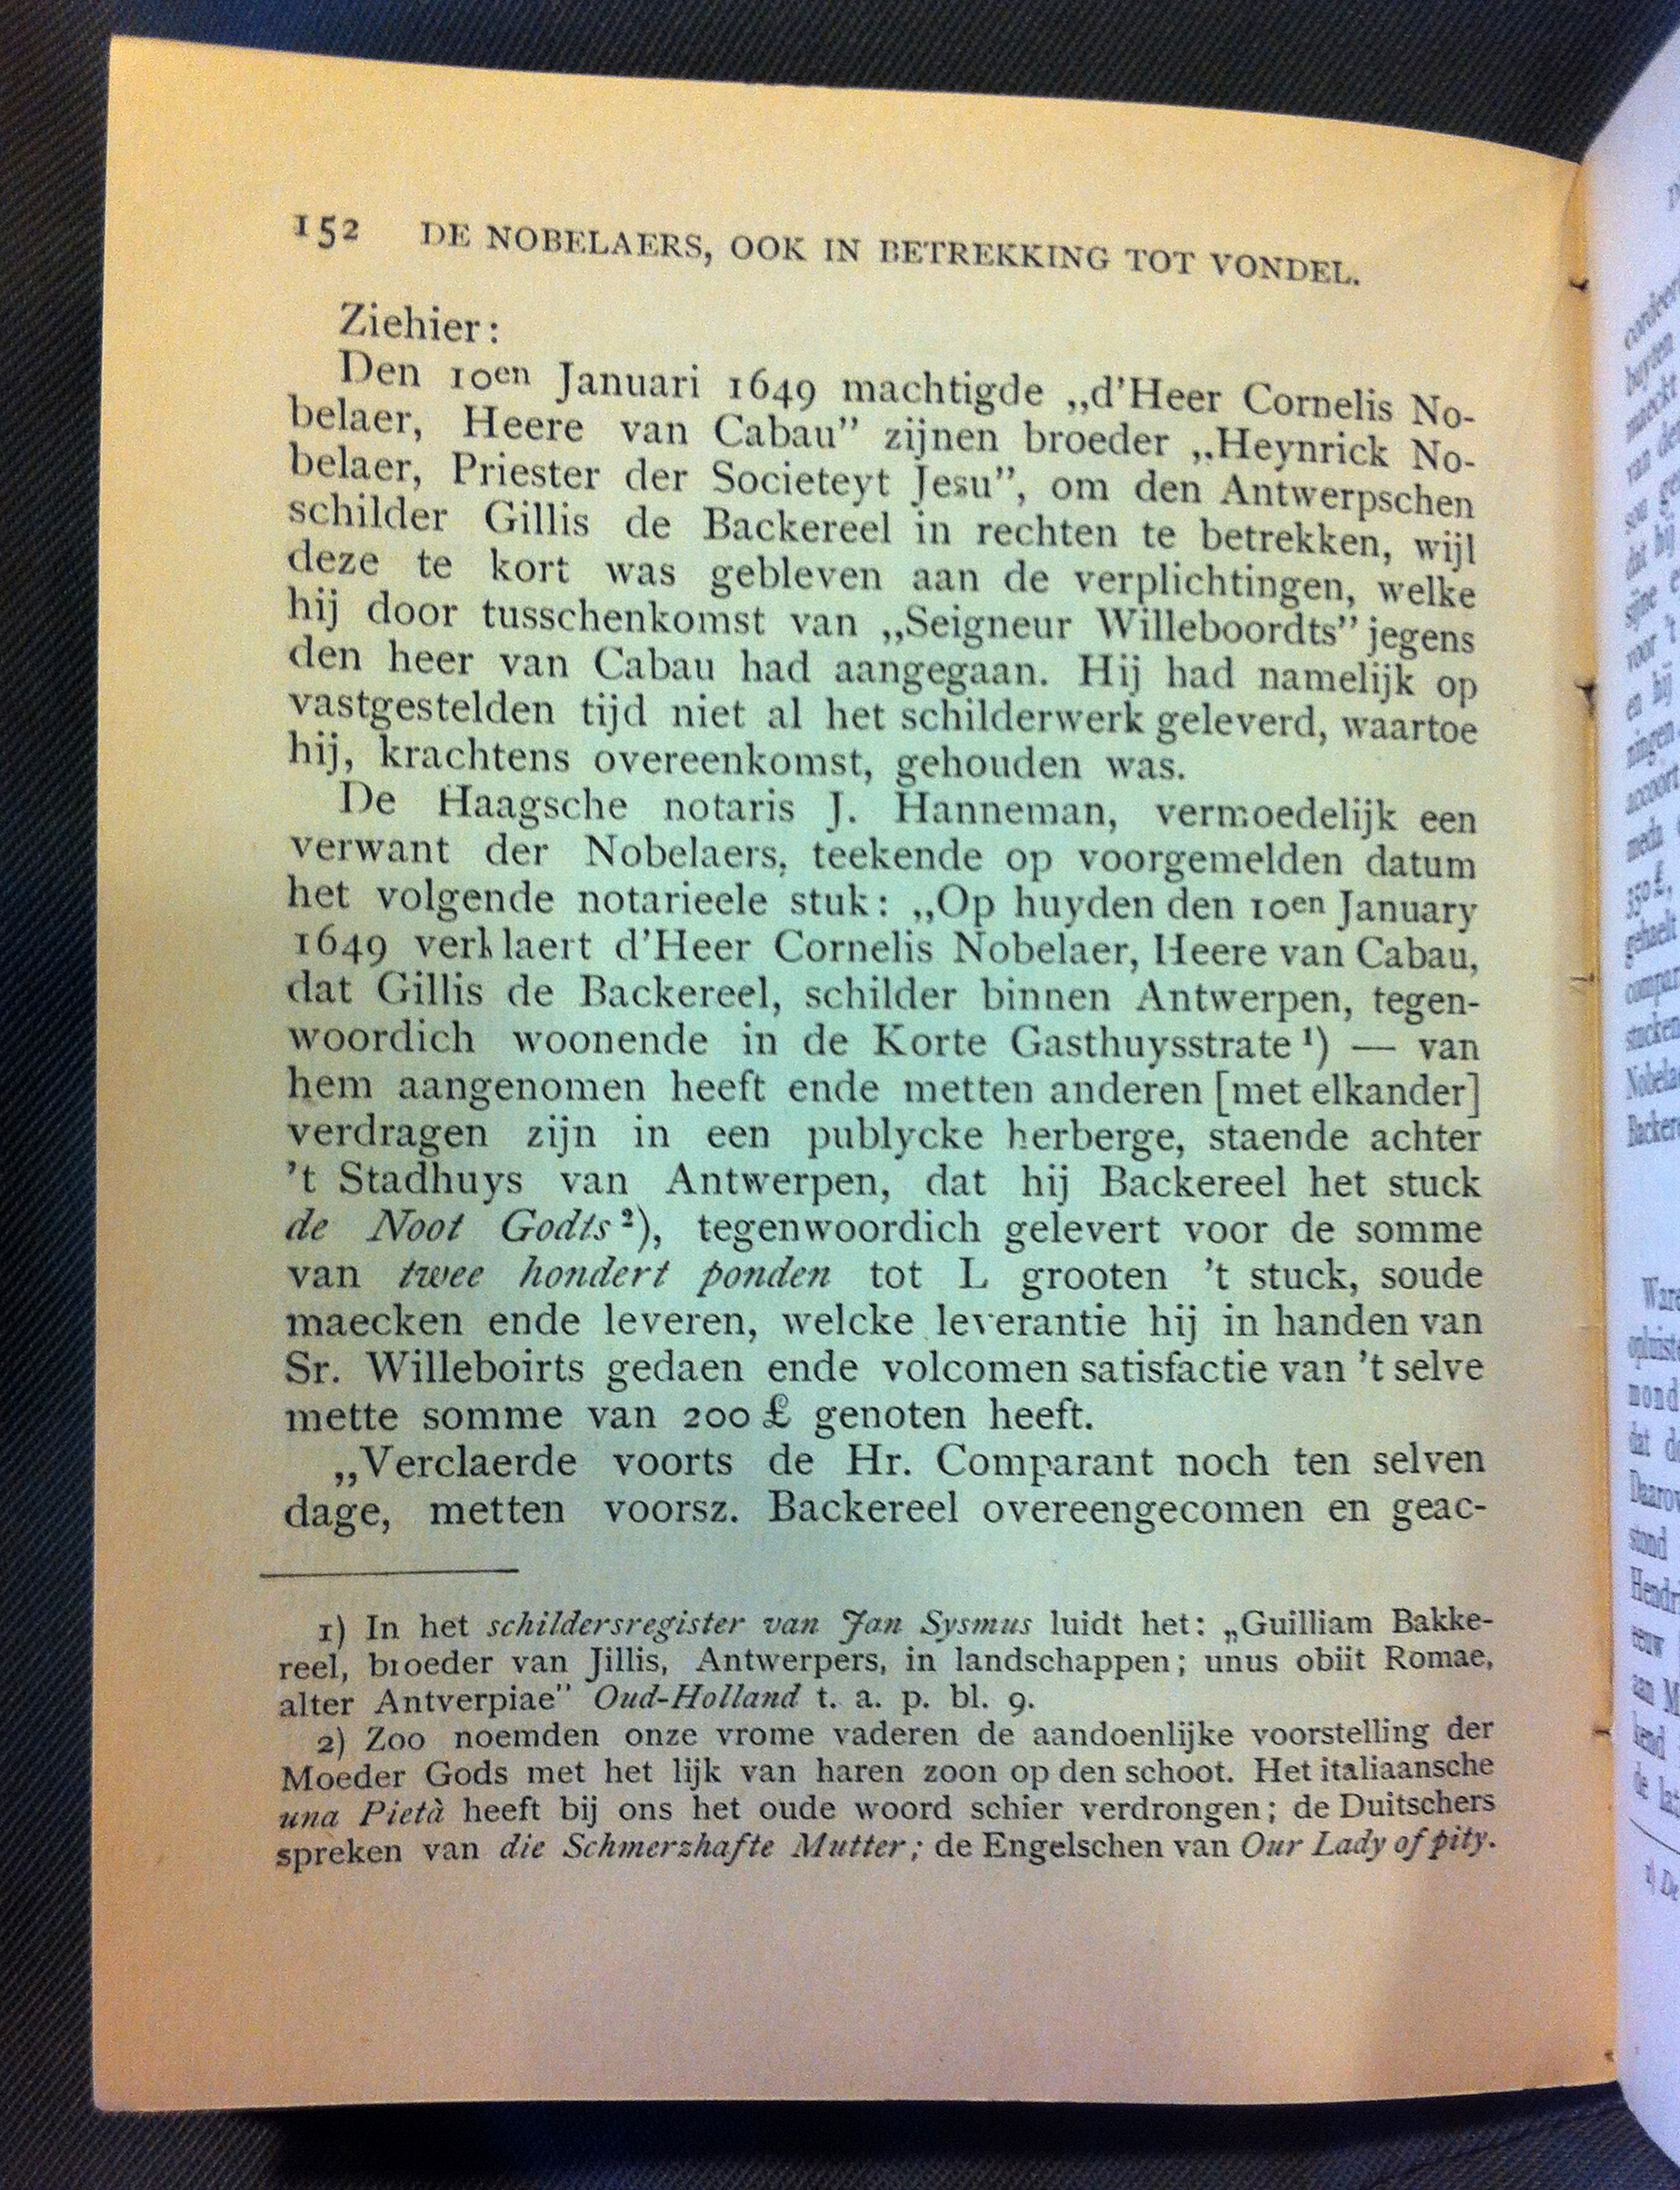 152 DE NOBELAERS, OOK IN BETREKKING TOT VONDEL.
Ziehier:
Den 10en Januari 1649 machtigde „d'Heer Cornelis No-
belaer, Heere van Cabau” zijnen broeder „Heynrick No-
belaer, Priester der Societeyt Jesu”, om den Antwerpschen
schilder Gillis de Backereel in rechten te betrekken, wijl
deze te kort was gebleven aan de verplichtingen, welke
hij door tusschenkomst van „Seigneur Willeboordts” jegens
den heer van Cabau had aangegaan. Hij had namelijk op
vastgestelden tijd niet al het schilderwerk geleverd, waartoe
hij, krachtens overeenkomst, gehouden was.
De Haagsche notaris J. Hanneman, vermoedelijk een
verwant der Nobelaers, teekende op voorgemelden datum
het volgende notarieele stuk: „Op huyden den 10en January
1649 verklaert d'Heer Cornelis Nobelaer, Heere van Cabau,
dat Gillis de Backereel, schilder binnen Antwerpen, tegen-
woordich woonende in de Korte Gasthuysstrate ¹) — van
hem aangenomen heeft ende metten anderen [met elkander]
verdragen zijn in een publycke herberge, staende achter
't Stadhuys van Antwerpen, dat hij Backereel het stuck
de Noot Godts ²), tegenwoordich gelevert voor de somme
van twee hondert ponden tot L grooten 't stuck, soude
maecken ende leveren, welcke leverantie hij in handen van
Sr. Willeboirts gedaen ende volcomen satisfactie van 't selve
mette somme van 200 £ genoten heeft.
„Verclaerde voorts de Hr. Comparant noch ten selven
dage, metten voorsz. Backereel overeengecomen en geac-
1) In het schildersregister van Jan Sysmus luidt het: „Guilliam Bakke-
reel, broeder van Jillis, Antwerpers, in landschappen; unus obiit Romae,
alter Antverpiae” Oud-Holland t. a. p. bl. 9.
2) Zoo noemden onze vrome vaderen de aandoenlijke voorstelling der
Moeder Gods met het lijk van haren zoon op den schoot. Het italiaansche
una Pietà heeft bij ons het oude woord schier verdrongen; de Duitschers
spreken van die Schmerzhafte Mutter; de Engelschen van Our Lady of pity.